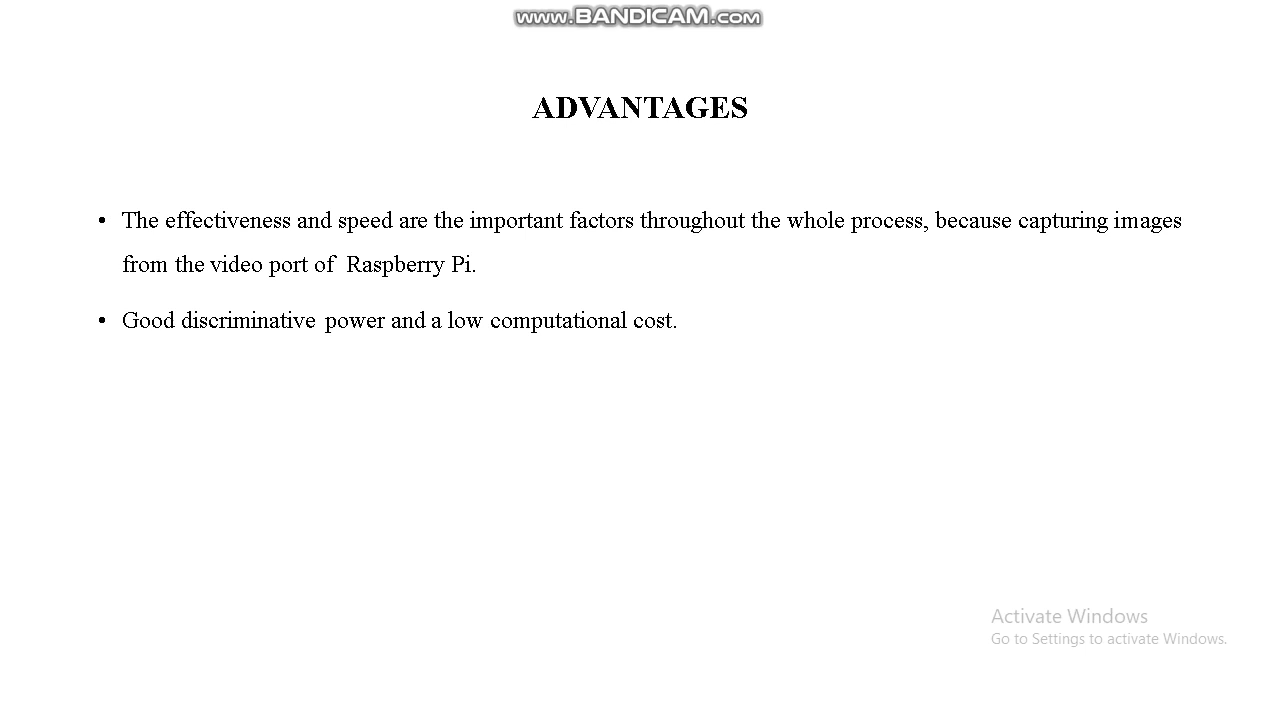 www.BANDICAM.com
ADVANTAGES
• The effectiveness and speed are the important factors throughout the whole process, because capturing images
from the video port of Raspberry Pi.
• Good discriminative power and a low computational cost.
Activate Windows
Go to Settings to activate Windows.